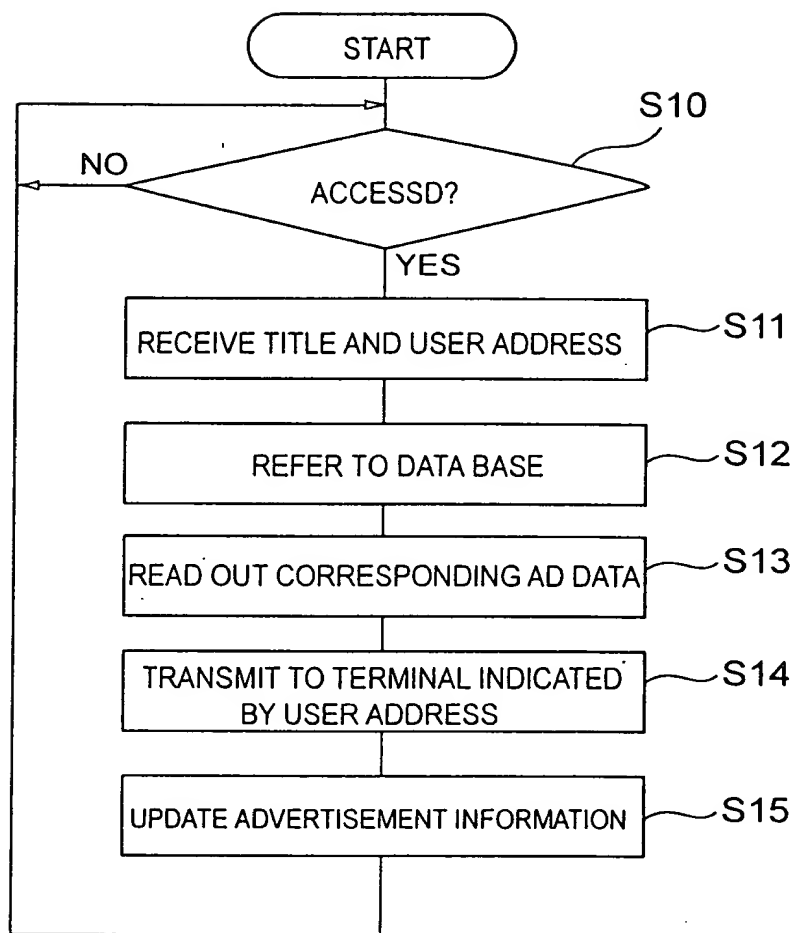 START
S10
NO
ACCESSD?
YES
RECEIVE TITLE AND USER ADDRESS
S11
REFER TO DATA BASE
S12
READ OUT CORRESPONDING AD DATA
S13
TRANSMIT TO TERMINAL INDICATED
BY USER ADDRESS
S14
UPDATE ADVERTISEMENT INFORMATION
S15